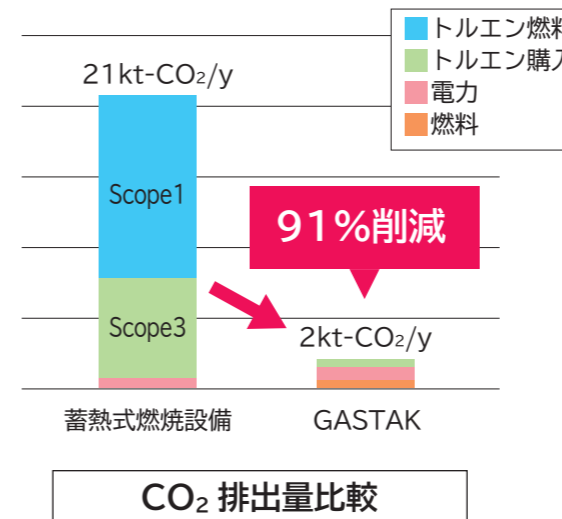 トルエン燃料
トルエン購入
電力
燃料
21kt-CO₂/y
Scope1
91%削減
Scope3
2kt-CO₂/y
蓄熱式燃焼設備
GASTAK
CO₂ 排出量比較